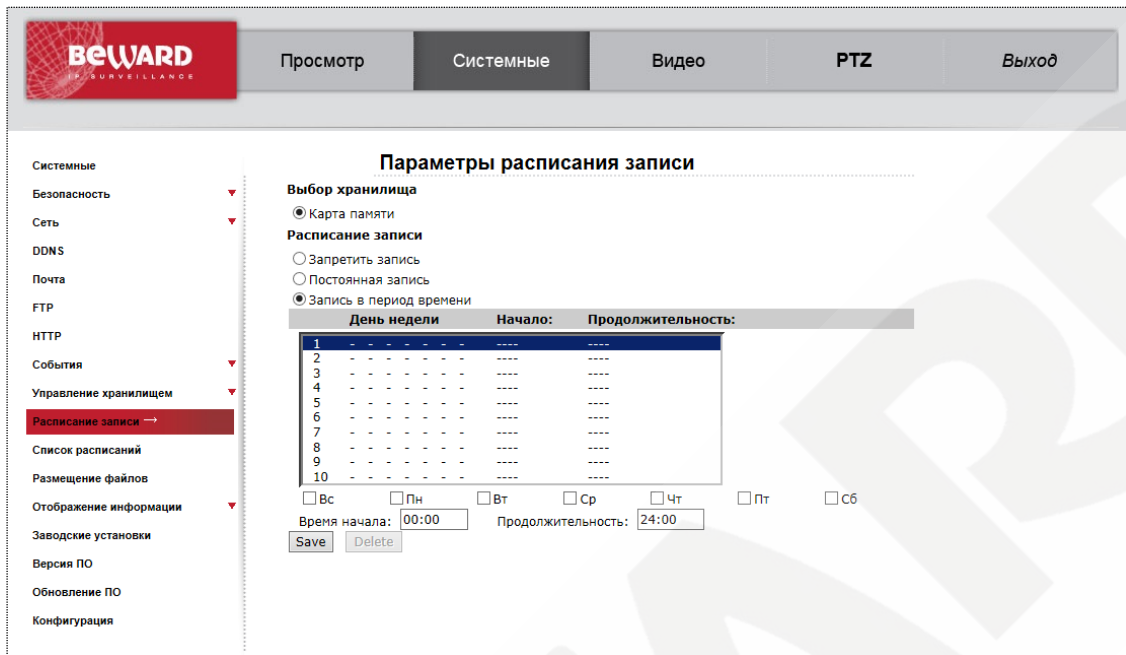 BEWARD
IP SURVEILLANCE
Просмотр Системные Видео PTZ Выход
Системные
Безопасность
Сеть
DDNS
Почта
FTP
HTTP
События
Управление хранилищем
Расписание записи →
Список расписаний
Размещение файлов
Отображение информации
Заводские установки
Версия ПО
Обновление ПО
Конфигурация
Параметры расписания записи
Выбор хранилища
Карта памяти
Расписание записи
Запретить запись
Постоянная запись
Запись в период времени
День недели Начало: Продолжительность:
1 - - - - - - - ---- ----
2 - - - - - - - ---- ----
3 - - - - - - - ---- ----
4 - - - - - - - ---- ----
5 - - - - - - - ---- ----
6 - - - - - - - ---- ----
7 - - - - - - - ---- ----
8 - - - - - - - ---- ----
9 - - - - - - - ---- ----
10 - - - - - - - ---- ----
Вс Пн Вт Ср Чт Пт Сб
Время начала: 00:00 Продолжительность: 24:00
Save Delete